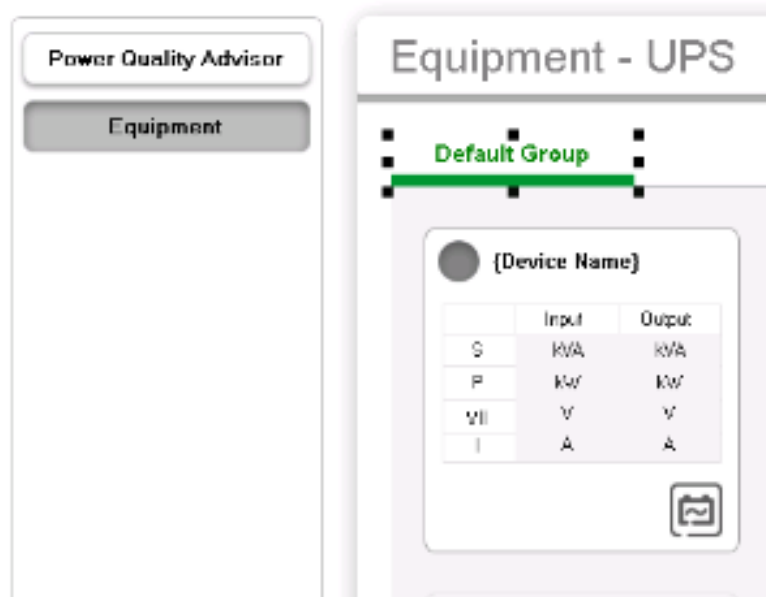 Power Quality Advisor
Equipment
Equipment - UPS
Default Group
{Device Name}
Input Output
S kVA kVA
P kW kW
Vll V V
I A A